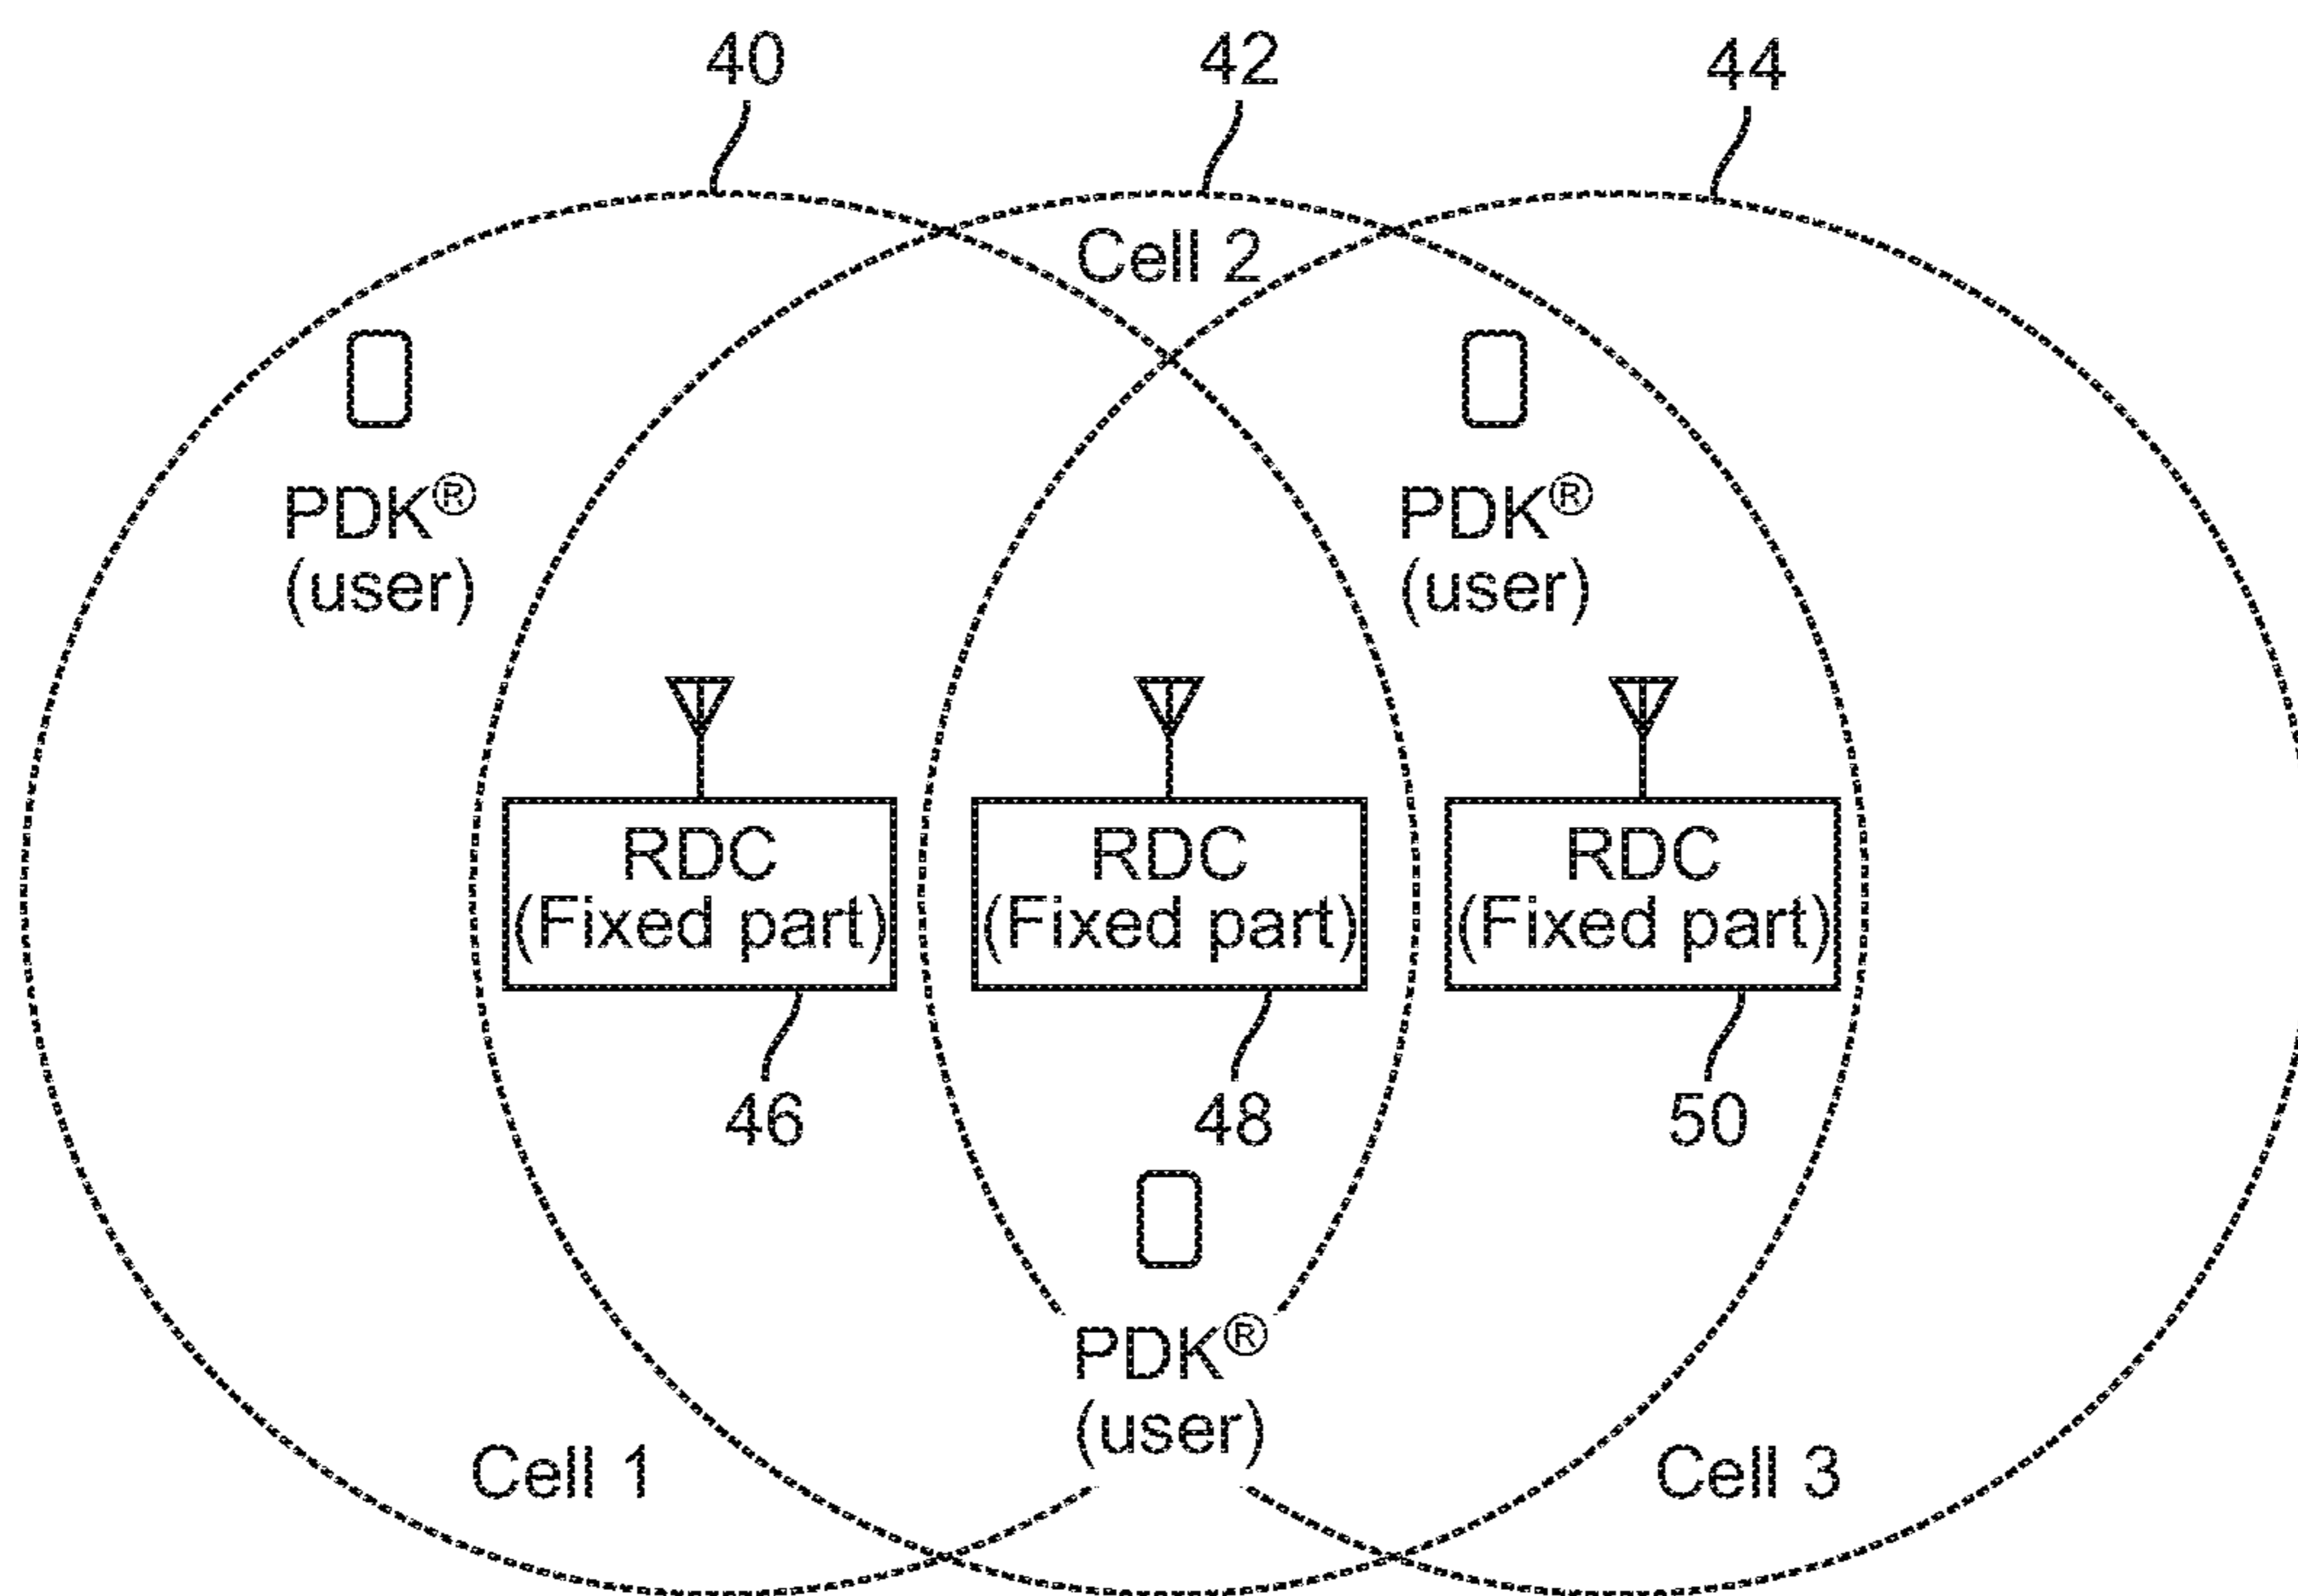 40
42
44
Cell 2
PDK®
(user)
PDK®
(user)
RDC
(Fixed part)
RDC
(Fixed part)
RDC
(Fixed part)
46
48
50
PDK®
(user)
Cell 1
Cell 3